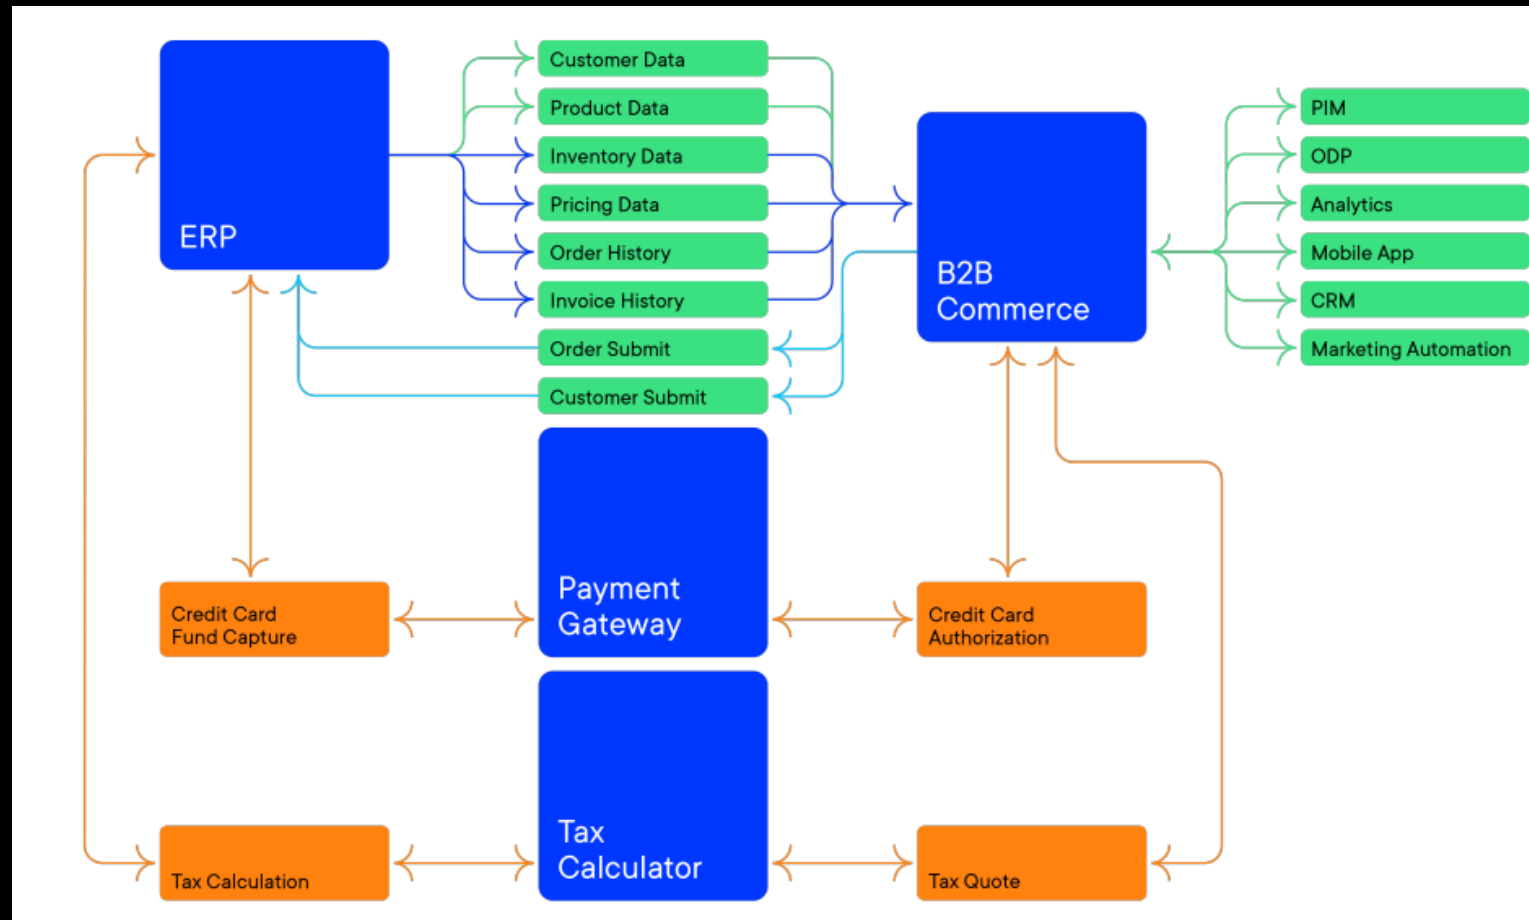 ERP
Customer Data
Product Data
Inventory Data
Pricing Data
Order History
Invoice History
Order Submit
Customer Submit
B2B
Commerce
PIM
ODP
Analytics
Mobile App
CRM
Marketing Automation
Credit Card
Fund Capture
Payment
Gateway
Credit Card
Authorization
Tax Calculation
Tax
Calculator
Tax Quote